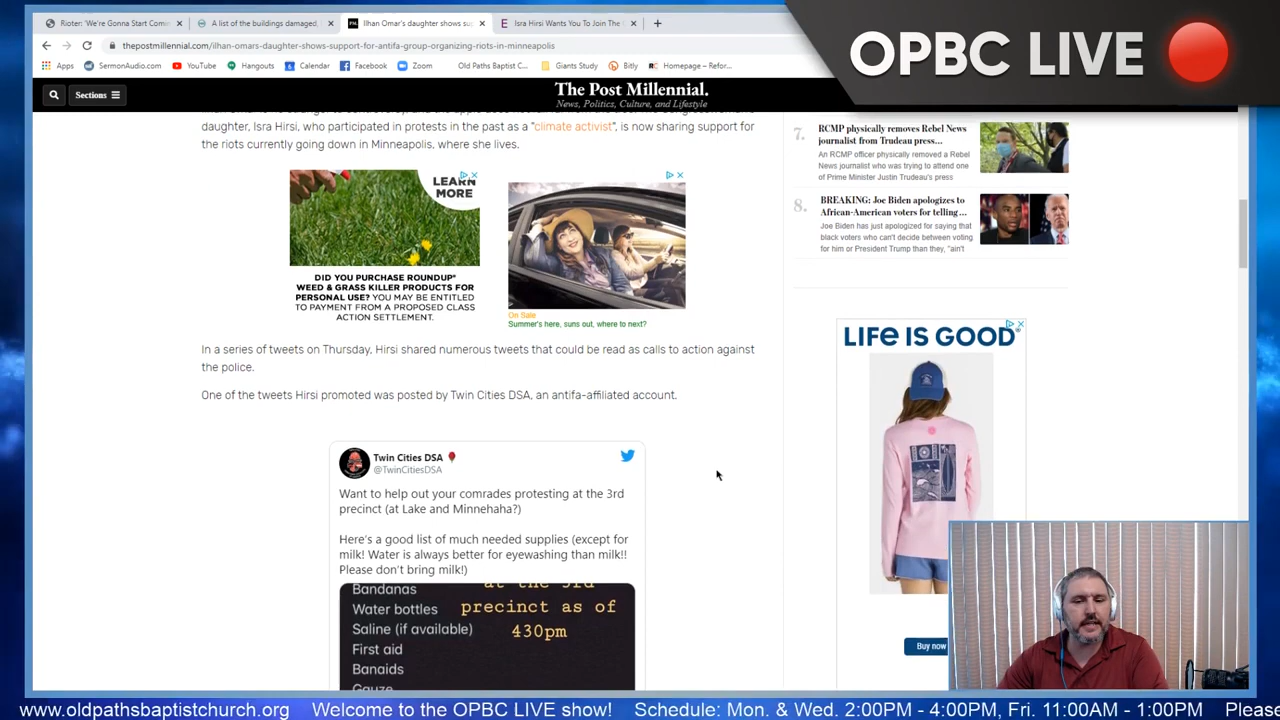 Rioter: 'We're Gonna Start Comi
A list of the buildings damaged,
Ilhan Omar's daughter shows sup
Isra Hirsi Wants You To Join The C
OPBC LIVE
thepostmillennial.com/ilhan-omars-daughter-shows-support-for-antifa-group-organizing-riots-in-minneapolis
Apps
SermonAudio.com
YouTube
Hangouts
Calendar
Facebook
Zoom
Old Paths Baptist C...
Giants Study
Bitly
Homepage – Refor...
Sections
The Post Millennial.
News, Politics, Culture, and Lifestyle
daughter, Isra Hirsi, who participated in protests in the past as a "climate activist", is now sharing support for
the riots currently going down in Minneapolis, where she lives.
LEARN
MORE
DID YOU PURCHASE ROUNDUP®
WEED & GRASS KILLER PRODUCTS FOR
PERSONAL USE? YOU MAY BE ENTITLED
TO PAYMENT FROM A PROPOSED CLASS
ACTION SETTLEMENT.
On Sale
Summer's here, suns out, where to next?
In a series of tweets on Thursday, Hirsi shared numerous tweets that could be read as calls to action against
the police.
One of the tweets Hirsi promoted was posted by Twin Cities DSA, an antifa-affiliated account.
Twin Cities DSA
@TwinCitiesDSA
Want to help out your comrades protesting at the 3rd
precinct (at Lake and Minnehaha?)
Here's a good list of much needed supplies (except for
milk! Water is always better for eyewashing than milk!!
Please don't bring milk!)
Bandanas
Water bottles
Saline (if available)
First aid
Banaids
Gauze
at the 3rd
precinct as of
430pm
7.
RCMP physically removes Rebel News
journalist from Trudeau press...
An RCMP officer physically removed a Rebel
News journalist who was trying to attend one
of Prime Minister Justin Trudeau's press
8.
BREAKING: Joe Biden apologizes to
African-American voters for telling...
Joe Biden has just apologized for saying that
black voters who can't decide between voting
for him or President Trump than they, "ain't
LIFE IS GOOD®
Buy now
www.oldpathsbaptistchurch.org Welcome to the OPBC LIVE show! Schedule: Mon. & Wed. 2:00PM - 4:00PM, Fri. 11:00AM - 1:00PM Please